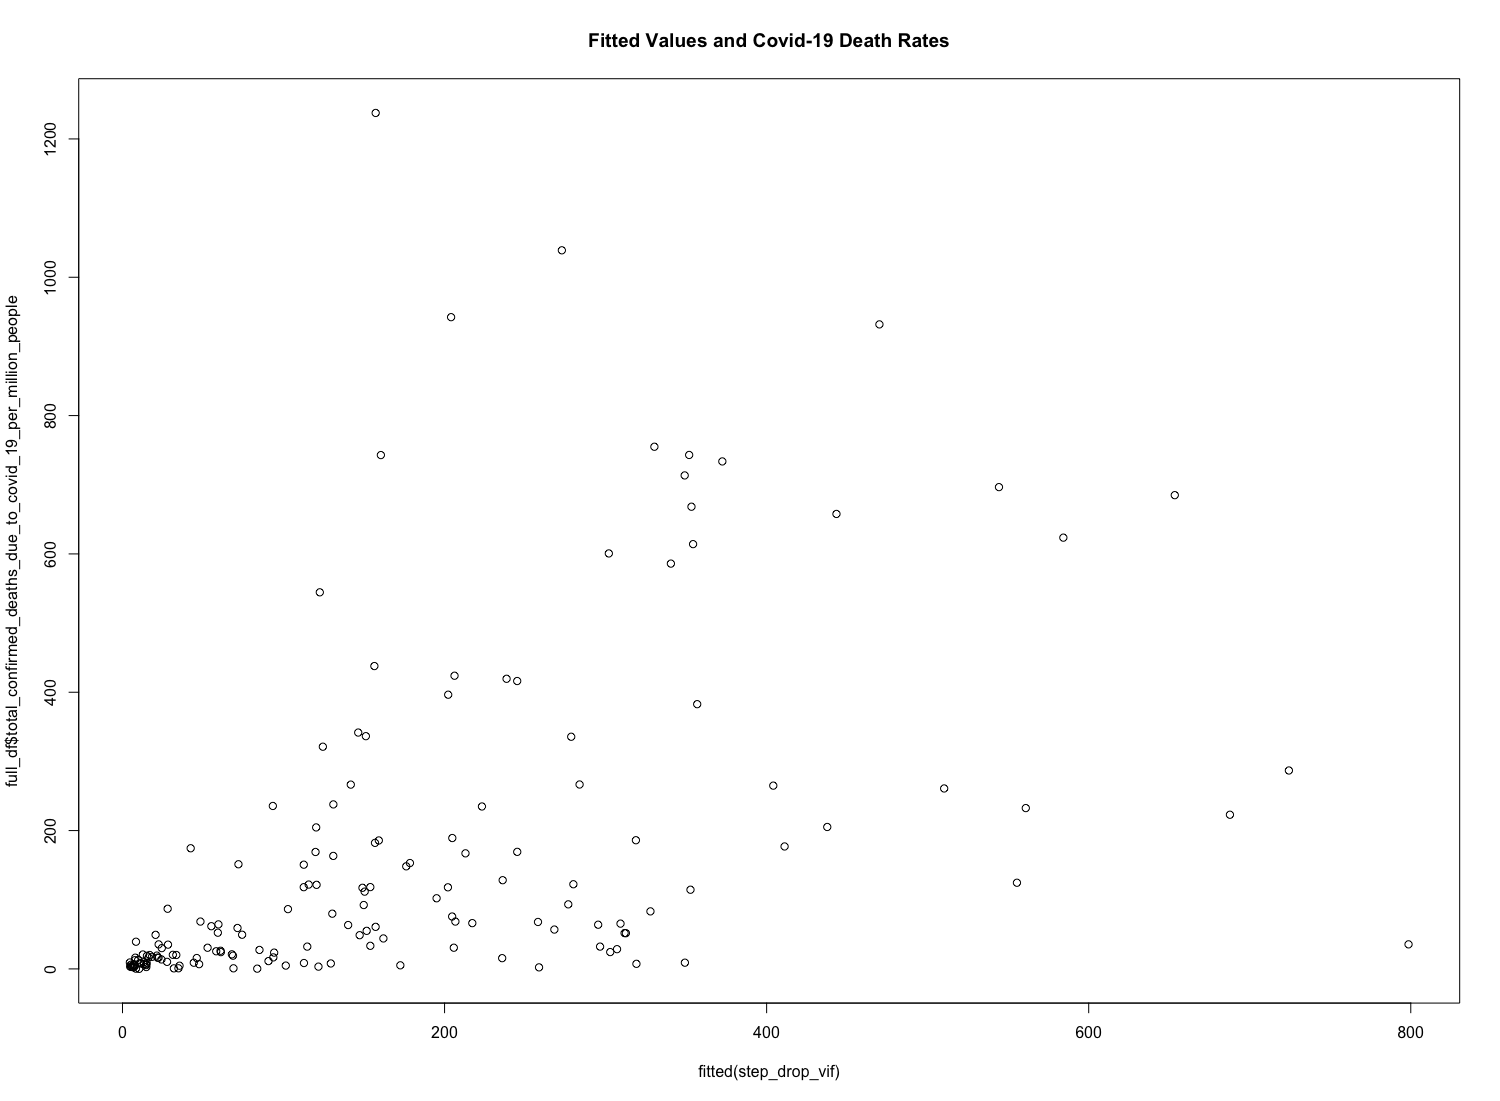 Fitted Values and Covid-19 Death Rates
full_df$total_confirmed_deaths_due_to_covid_19_per_million_people
1200
1000
800
600
400
200
0
0 200 400 600 800
fitted(step_drop_vif)